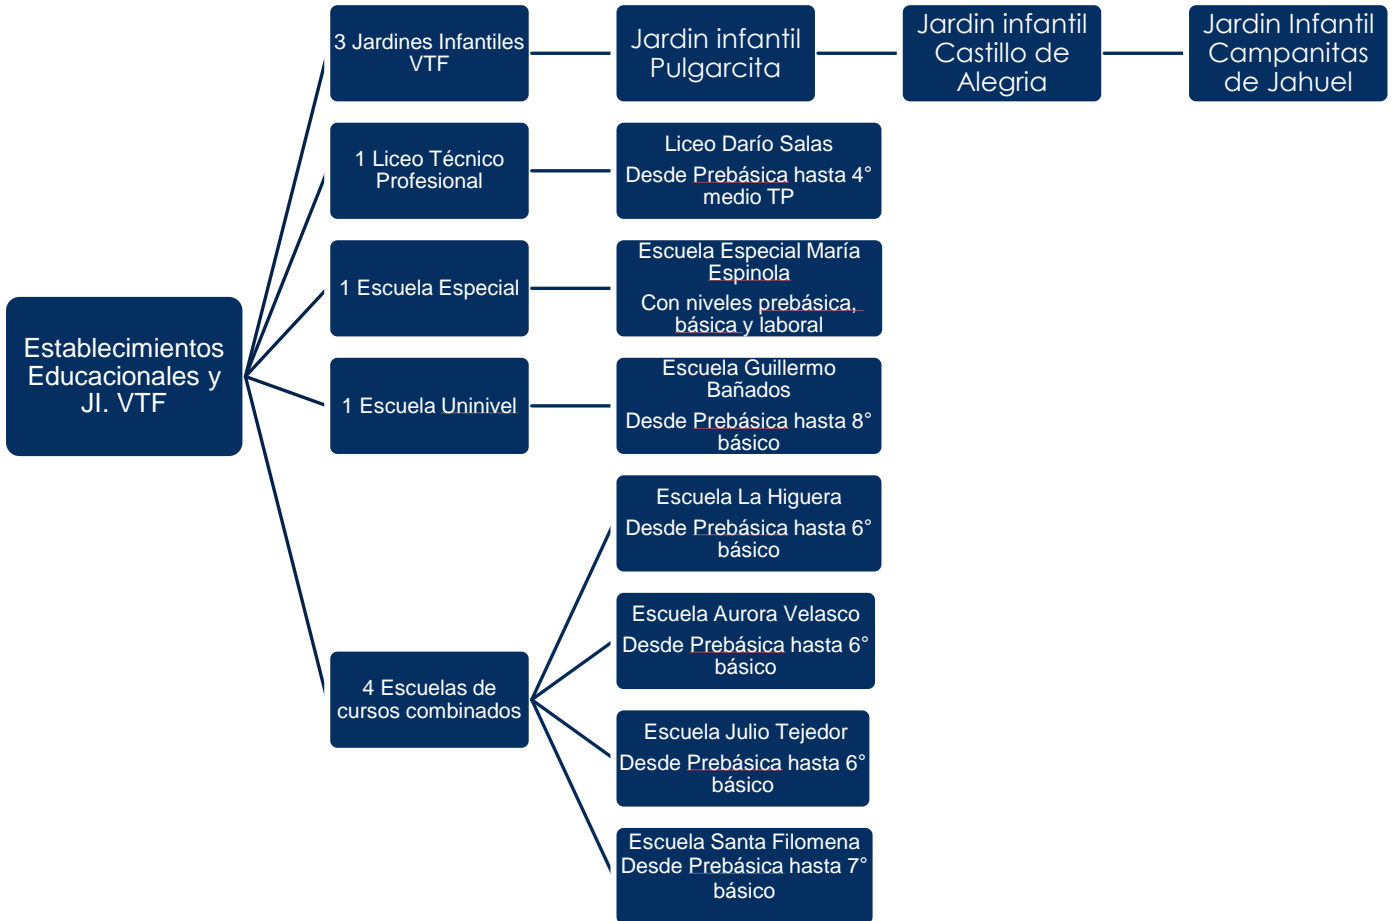 Establecimientos
Educacionales y
JI. VTF
3 Jardines Infantiles
VTF
Jardin infantil
Pulgarcita
Jardin infantil
Castillo de
Alegria
Jardin Infantil
Campanitas
de Jahuel
1 Liceo Técnico
Profesional
Liceo Darío Salas
Desde Prebásica hasta 4°
medio TP
1 Escuela Especial
Escuela Especial María
Espinola
Con niveles prebásica,
básica y laboral
1 Escuela Uninivel
Escuela Guillermo
Bañados
Desde Prebásica hasta 8°
básico
4 Escuelas de
cursos combinados
Escuela La Higuera
Desde Prebásica hasta 6°
básico
Escuela Aurora Velasco
Desde Prebásica hasta 6°
básico
Escuela Julio Tejedor
Desde Prebásica hasta 6°
básico
Escuela Santa Filomena
Desde Prebásica hasta 7°
básico